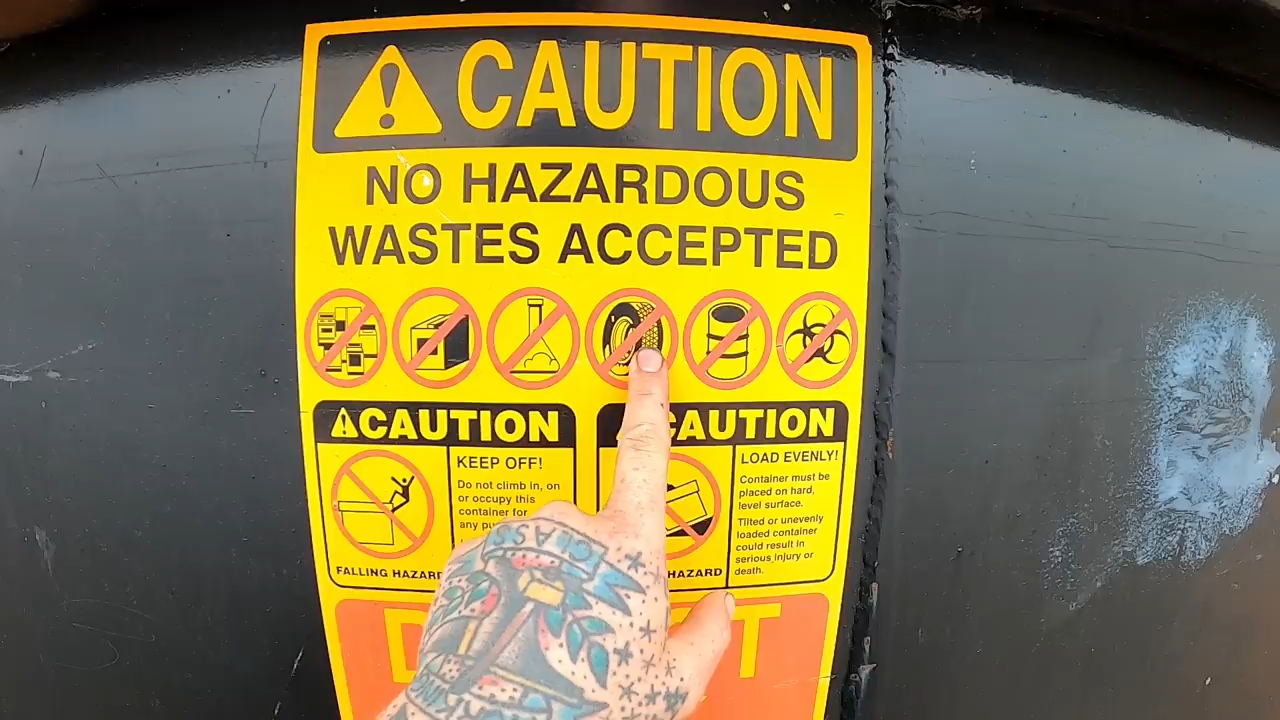 CAUTION
NO HAZARDOUS
WASTES ACCEPTED
CAUTION
KEEP OFF!
Do not climb in, on
or occupy this
container for
any
FALLING HAZARD
CAUTION
LOAD EVENLY!
Container must be
placed on hard,
level surface.
Tilted or unevenly
loaded container
could result in
serious injury or
death.
HAZARD